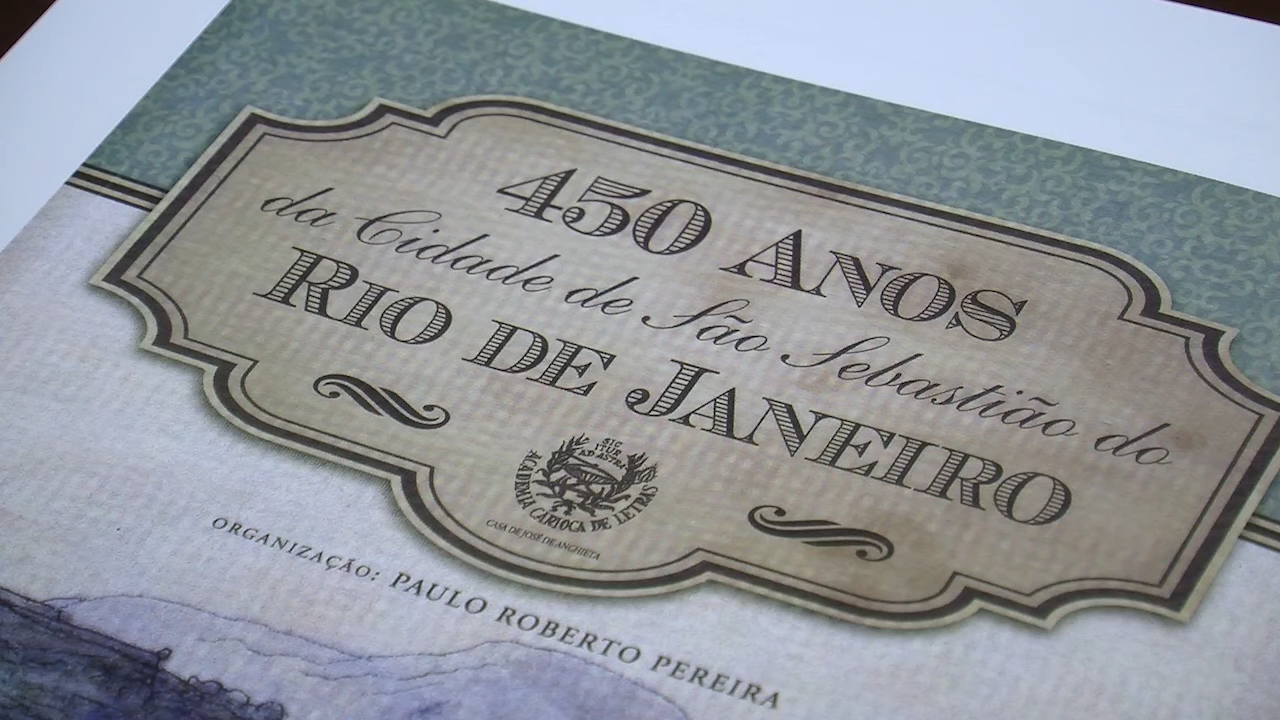 450 ANOS
da Cidade de São Sebastião do
RIO DE JANEIRO
SIC
ITUR
AD ASTRA
ACADEMIA CARIOCA DE LETRAS
CASA DE JOSÉ DE ANCHIETA
ORGANIZAÇÃO: PAULO ROBERTO PEREIRA